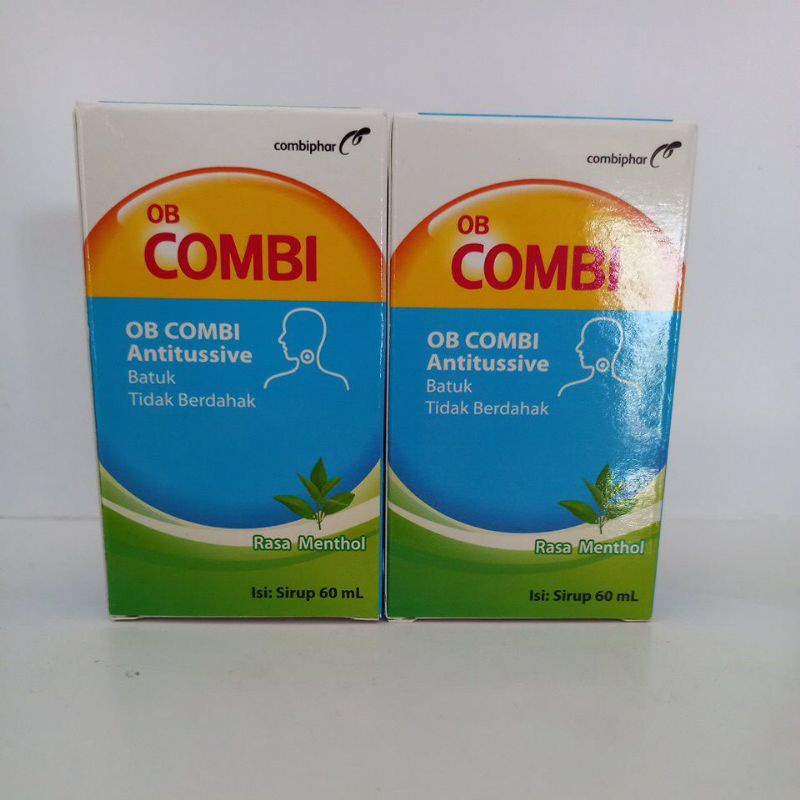 combiphar
OB
COMBI
OB COMBI
Antitussive
Batuk
Tidak Berdahak
Rasa Menthol
Isi: Sirup 60 mL
combiphar
OB
COMBI
OB COMBI
Antitussive
Batuk
Tidak Berdahak
Rasa Menthol
Isi: Sirup 60 mL